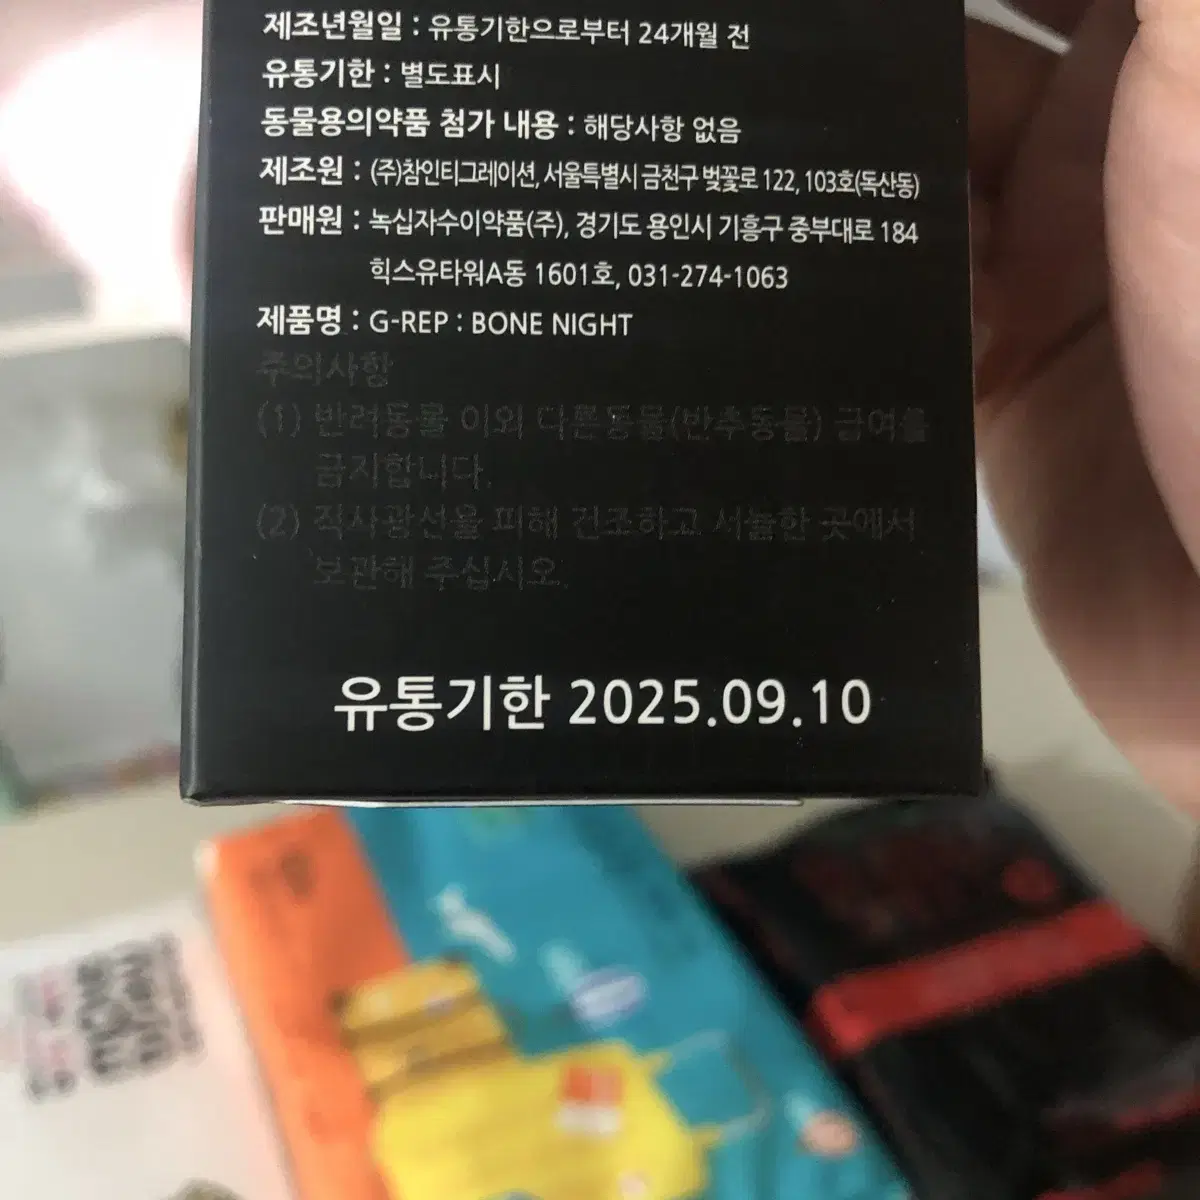 제조년월일 : 유통기한으로부터 24개월 전
유통기한 : 별도표시
동물용의약품 첨가 내용 : 해당사항 없음
제조원 : (주)참인티그레이션, 서울특별시 금천구 벚꽃로 122, 103호(독산동)
판매원 : 녹십자수의약품(주), 경기도 용인시 기흥구 중부대로 184
힉스유타워A동 1601호, 031-274-1063
제품명 : G-REP : BONE NIGHT
주의사항
(1) 반려동물 이외 다른동물(반추동물) 급여를
금지합니다.
(2) 직사광선을 피해 건조하고 서늘한 곳에서
보관해 주십시오.
유통기한 2025.09.10